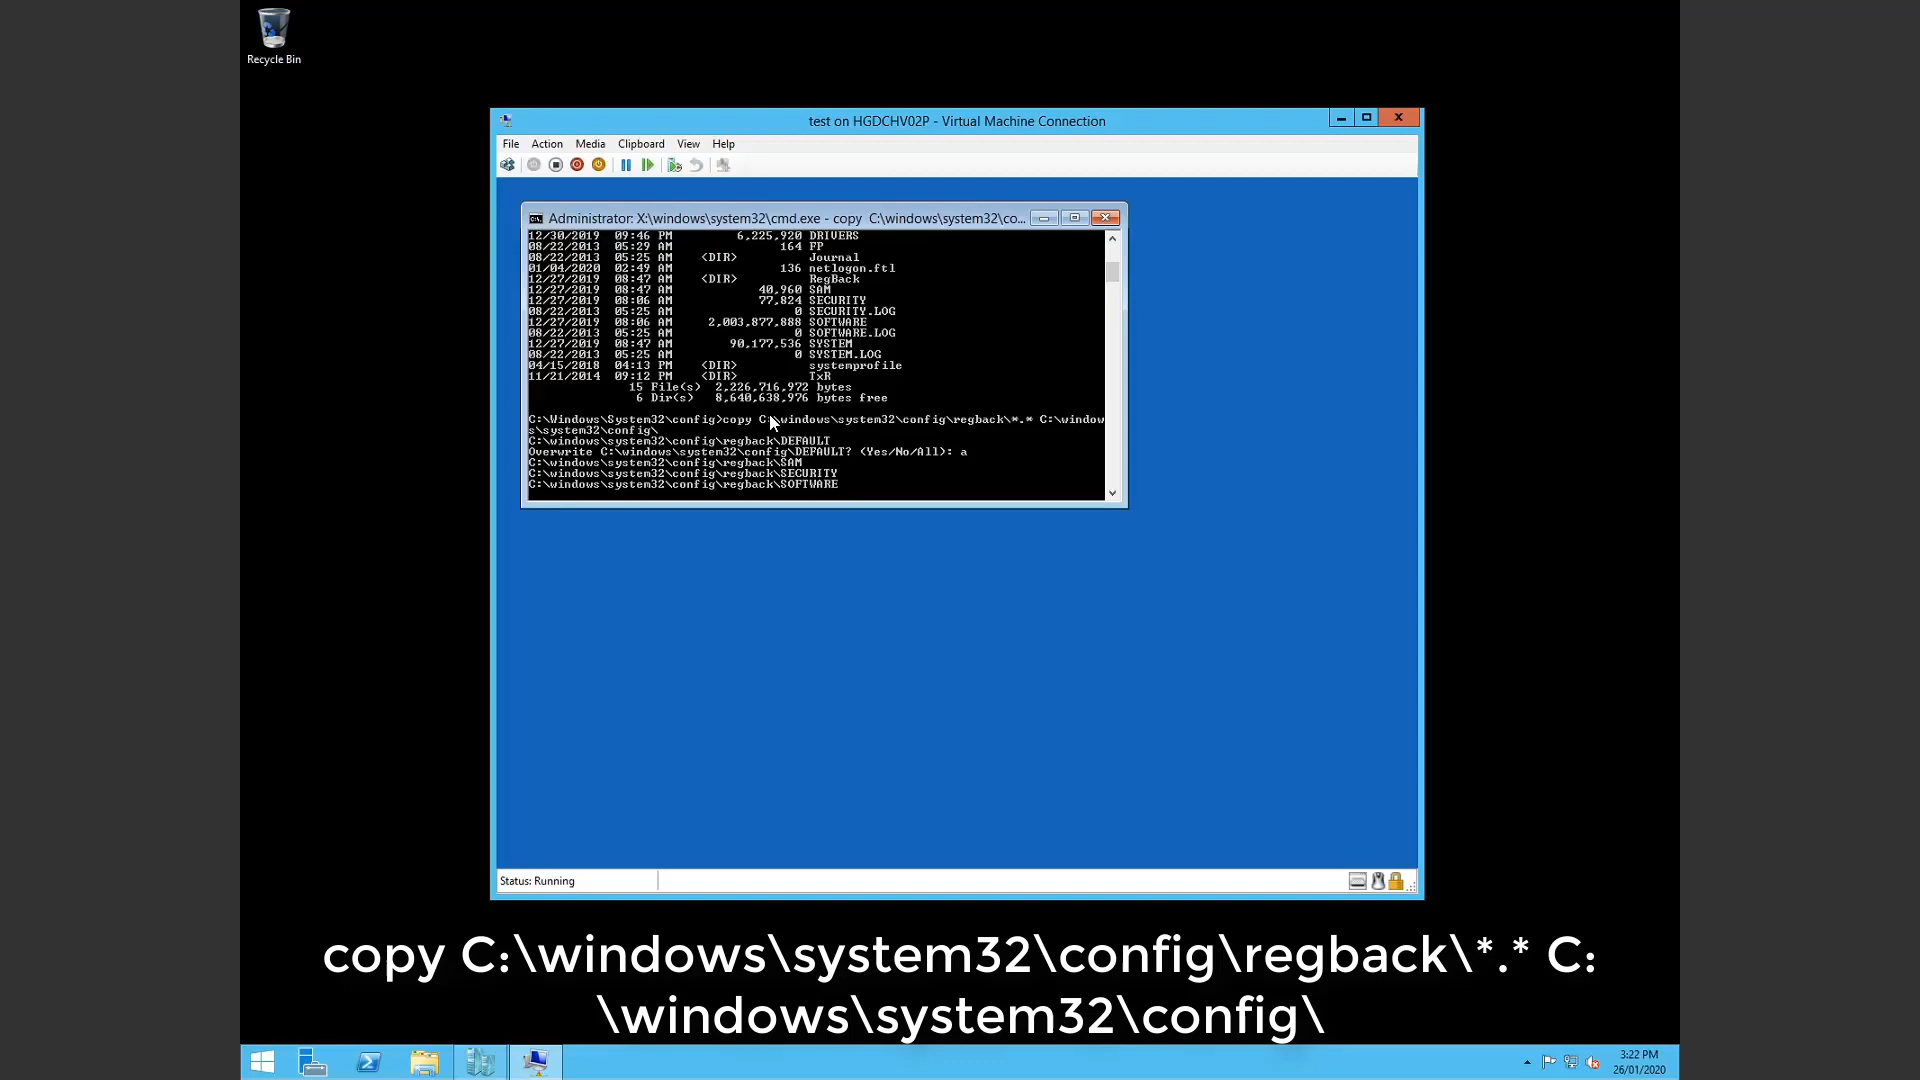 Recycle Bin
test on HGDCHV02P - Virtual Machine Connection
File Action Media Clipboard View Help
Administrator: X:\windows\system32\cmd.exe - copy C:\windows\system32\co...
12/30/2019 09:46 PM 6,225,920 DRIVERS
08/22/2013 05:29 AM 164 FP
08/22/2013 05:25 AM <DIR> Journal
01/04/2020 02:49 AM 136 netlogon.ftl
12/27/2019 08:47 AM <DIR> RegBack
12/27/2019 08:47 AM 40,960 SAM
12/27/2019 08:06 AM 77,824 SECURITY
08/22/2013 05:25 AM 0 SECURITY.LOG
12/27/2019 08:06 AM 2,003,877,888 SOFTWARE
08/22/2013 05:25 AM 0 SOFTWARE.LOG
12/27/2019 08:47 AM 90,177,536 SYSTEM
08/22/2013 05:25 AM 0 SYSTEM.LOG
04/15/2018 04:13 PM <DIR> systemprofile
11/21/2014 09:12 PM <DIR> TxR
15 File(s) 2,226,716,972 bytes
6 Dir(s) 8,640,638,976 bytes free
C:\Windows\System32\config>copy C:\windows\system32\config\regback\*.* C:\window
s\system32\config\
C:\windows\system32\config\regback\DEFAULT
Overwrite C:\windows\system32\config\DEFAULT? (Yes/No/All): a
C:\windows\system32\config\regback\SAM
C:\windows\system32\config\regback\SECURITY
C:\windows\system32\config\regback\SOFTWARE
Status: Running
copy C:\windows\system32\config\regback\*.* C:
\windows\system32\config\
3:22 PM
26/01/2020